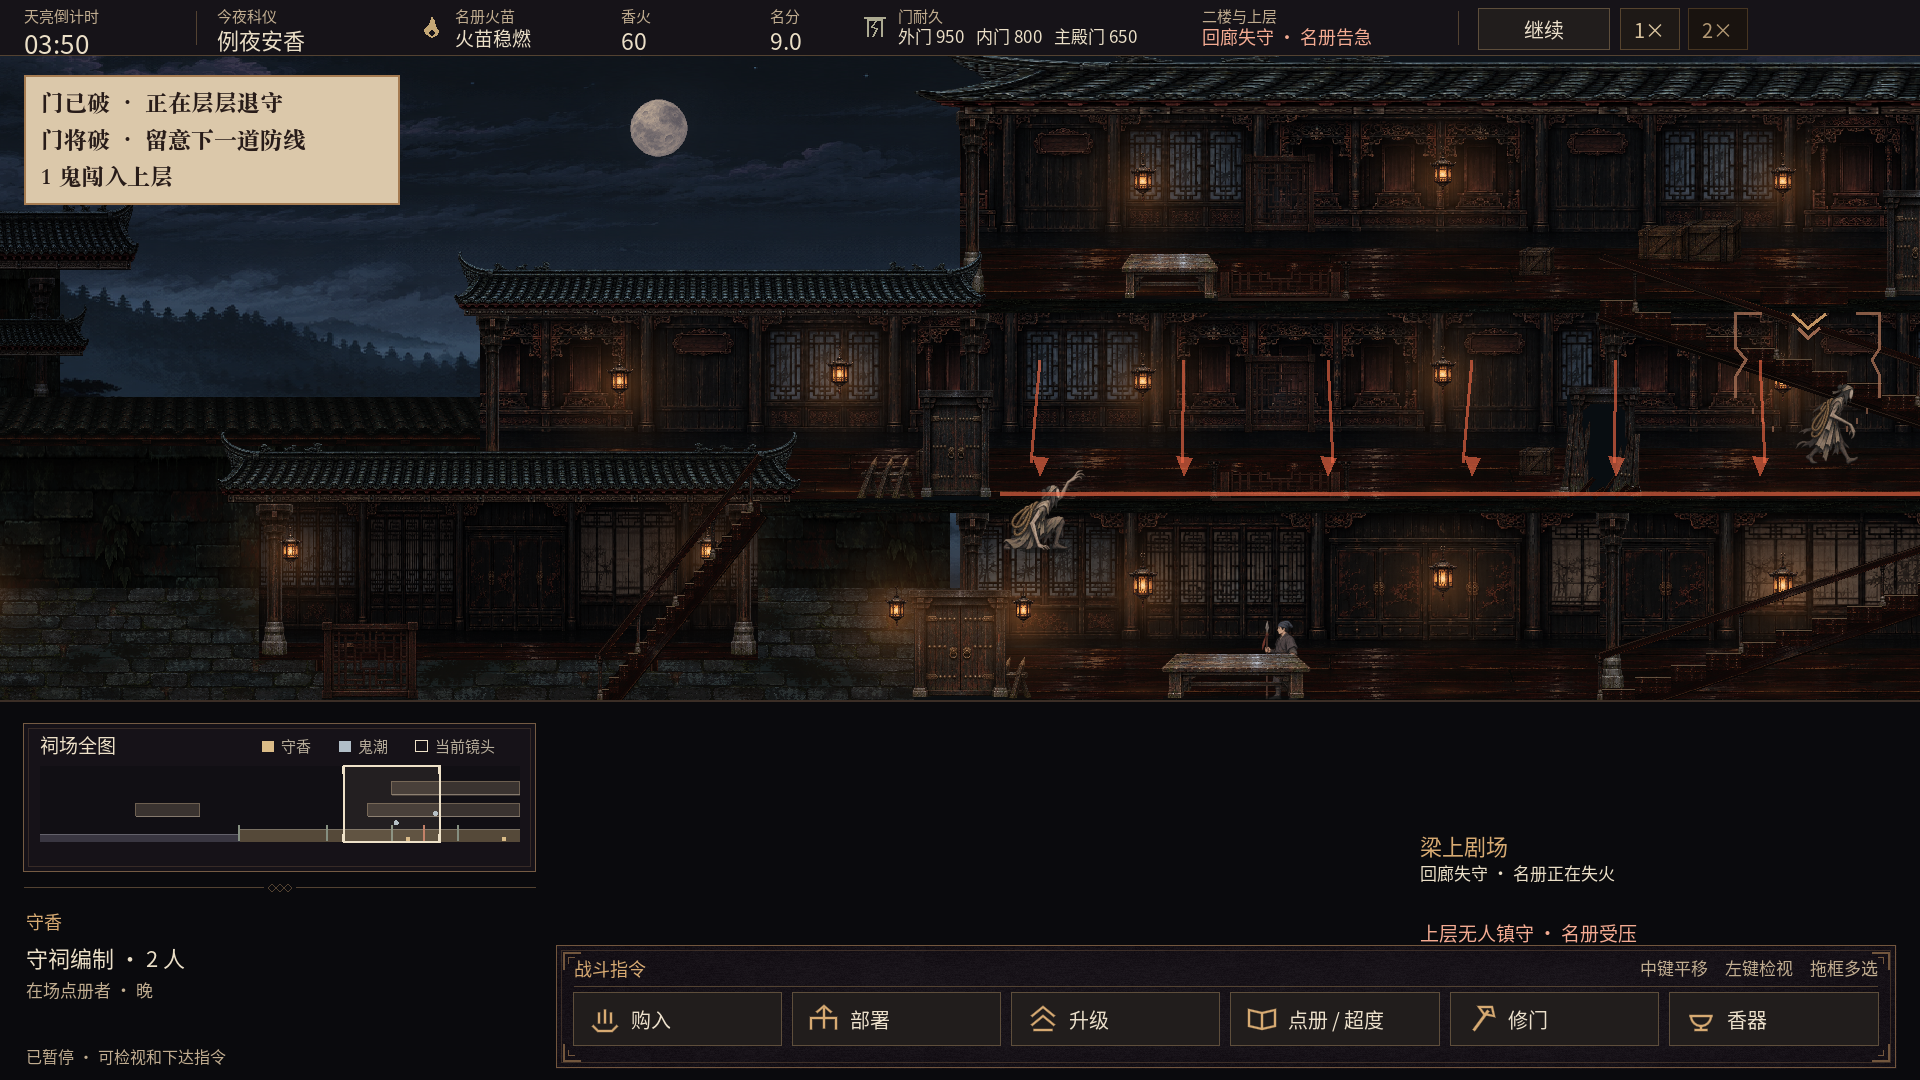 天亮倒计时
03:50
今夜科仪
例夜安香
名册火苗
火苗稳燃
香火
60
名分
9.0
门耐久
外门 950 内门 800 主殿门 650
二楼与上层
回廊失守 · 名册告急
继续
1×
2×
门已破 · 正在层层退守
门将破 · 留意下一道防线
1 鬼闯入上层
祠场全图
守香
鬼潮
当前镜头
守香
守祠编制 · 2 人
在场点册者 · 晚
已暂停 · 可检视和下达指令
梁上剧场
回廊失守 · 名册正在失火
上层无人镇守 · 名册受压
战斗指令
中键平移 左键检视 拖框多选
购入
部署
升级
点册 / 超度
修门
香器